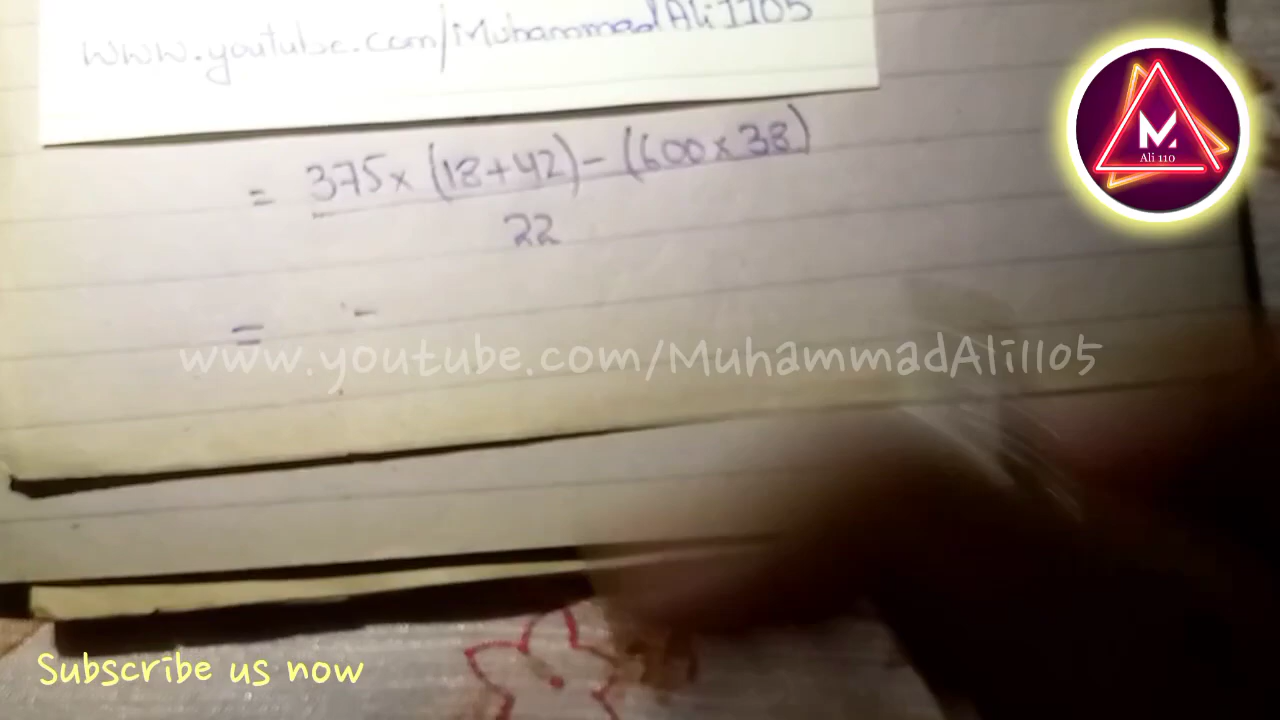 www.youtube.com/MuhammadAli1105
M
Ali 110
= 375 × (18+42) - (600 × 38)
22
=
www.youtube.com/MuhammadAli1105
Subscribe us now